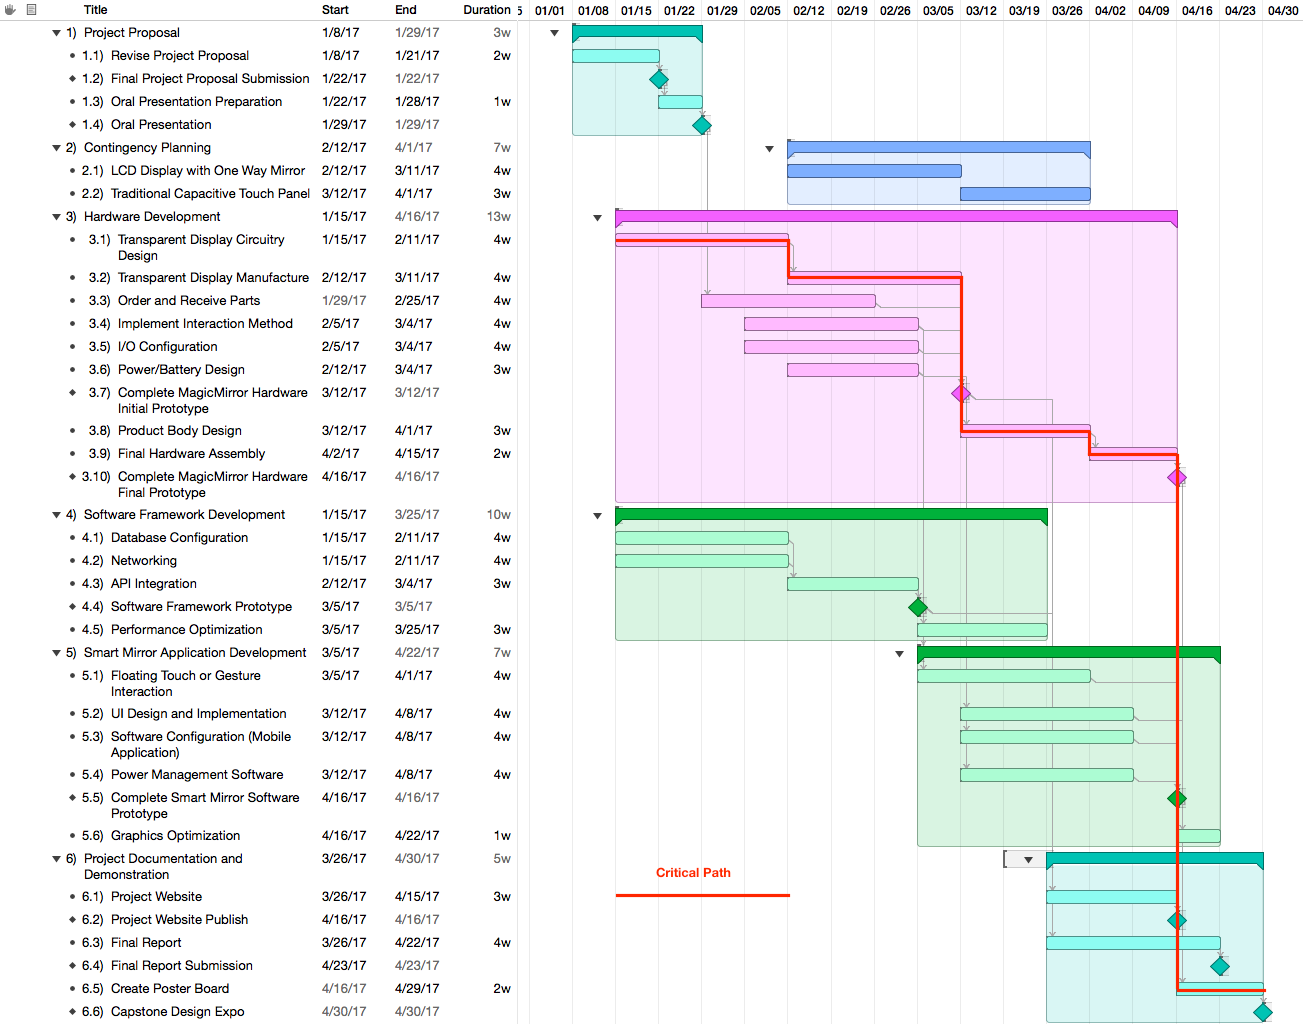 Title Start End Duration 5 01/01 01/08 01/15 01/22 01/29 02/05 02/12 02/19 02/26 03/05 03/12 03/19 03/26 04/02 04/09 04/16 04/23 04/30
1) Project Proposal 1/8/17 1/29/17 3w
1.1) Revise Project Proposal 1/8/17 1/21/17 2w
1.2) Final Project Proposal Submission 1/22/17 1/22/17
1.3) Oral Presentation Preparation 1/22/17 1/28/17 1w
1.4) Oral Presentation 1/29/17 1/29/17
2) Contingency Planning 2/12/17 4/1/17 7w
2.1) LCD Display with One Way Mirror 2/12/17 3/11/17 4w
2.2) Traditional Capacitive Touch Panel 3/12/17 4/1/17 3w
3) Hardware Development 1/15/17 4/16/17 13w
3.1) Transparent Display Circuitry 1/15/17 2/11/17 4w
Design
3.2) Transparent Display Manufacture 2/12/17 3/11/17 4w
3.3) Order and Receive Parts 1/29/17 2/25/17 4w
3.4) Implement Interaction Method 2/5/17 3/4/17 4w
3.5) I/O Configuration 2/5/17 3/4/17 4w
3.6) Power/Battery Design 2/12/17 3/4/17 3w
3.7) Complete MagicMirror Hardware 3/12/17 3/12/17
Initial Prototype
3.8) Product Body Design 3/12/17 4/1/17 3w
3.9) Final Hardware Assembly 4/2/17 4/15/17 2w
3.10) Complete MagicMirror Hardware 4/16/17 4/16/17
Final Prototype
4) Software Framework Development 1/15/17 3/25/17 10w
4.1) Database Configuration 1/15/17 2/11/17 4w
4.2) Networking 1/15/17 2/11/17 4w
4.3) API Integration 2/12/17 3/4/17 3w
4.4) Software Framework Prototype 3/5/17 3/5/17
4.5) Performance Optimization 3/5/17 3/25/17 3w
5) Smart Mirror Application Development 3/5/17 4/22/17 7w
5.1) Floating Touch or Gesture 3/5/17 4/1/17 4w
Interaction
5.2) UI Design and Implementation 3/12/17 4/8/17 4w
5.3) Software Configuration (Mobile 3/12/17 4/8/17 4w
Application)
5.4) Power Management Software 3/12/17 4/8/17 4w
5.5) Complete Smart Mirror Software 4/16/17 4/16/17
Prototype
5.6) Graphics Optimization 4/16/17 4/22/17 1w
6) Project Documentation and 3/26/17 4/30/17 5w
Demonstration
Critical Path
6.1) Project Website 3/26/17 4/15/17 3w
6.2) Project Website Publish 4/16/17 4/16/17
6.3) Final Report 3/26/17 4/22/17 4w
6.4) Final Report Submission 4/23/17 4/23/17
6.5) Create Poster Board 4/16/17 4/29/17 2w
6.6) Capstone Design Expo 4/30/17 4/30/17